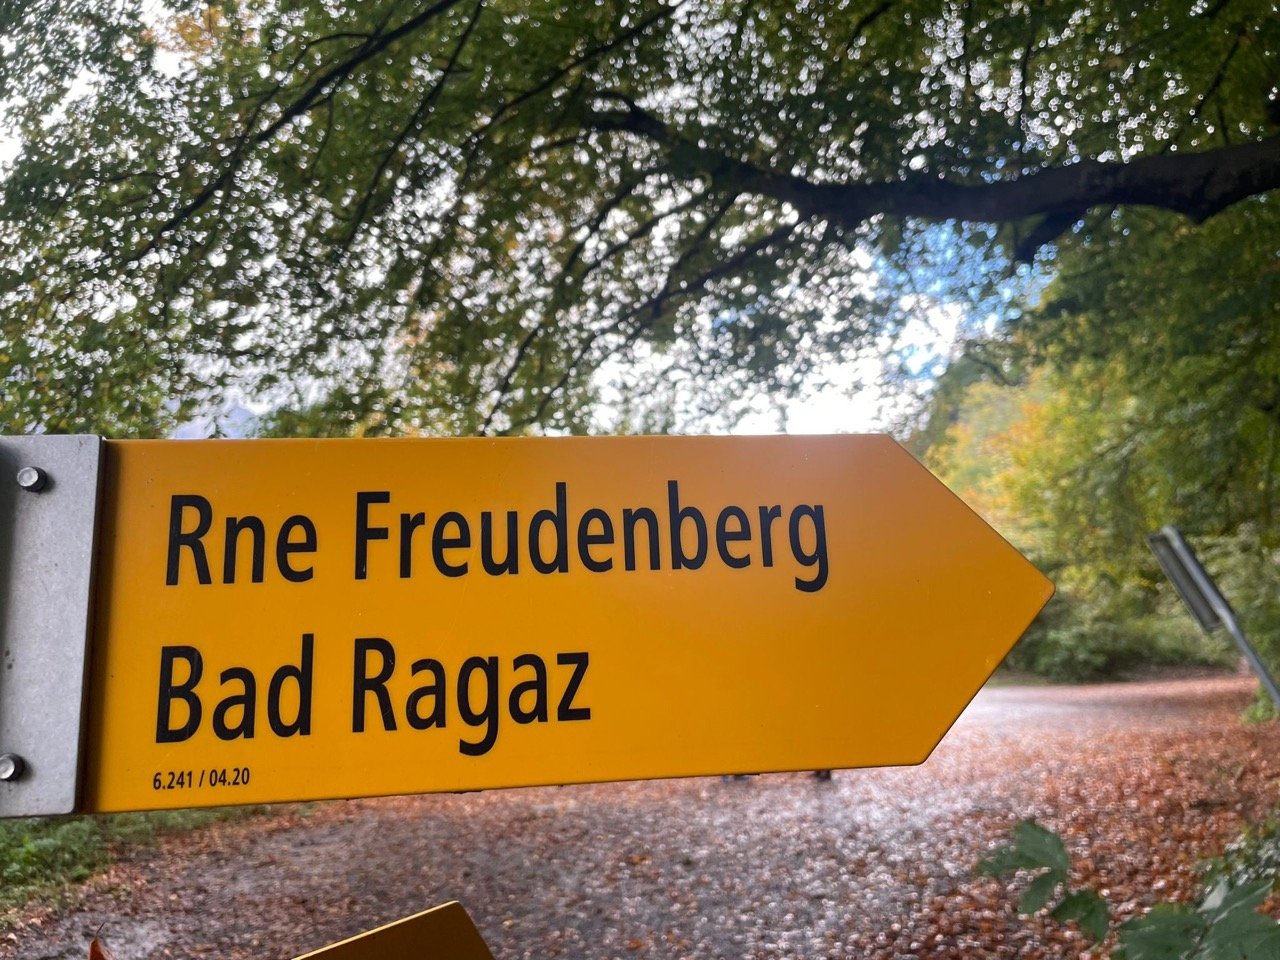 Rne Freudenberg
Bad Ragaz
6.241 / 04.20